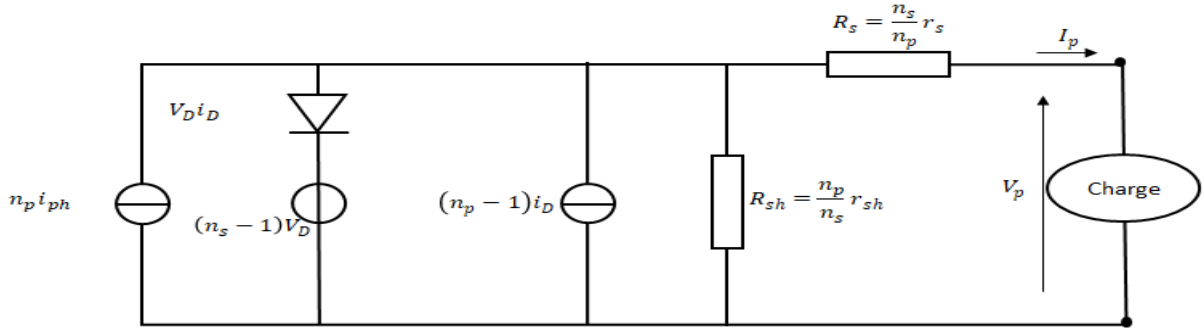 R_s = \frac{n_s}{n_p} r_s
I_p
V_D i_D
n_p i_{ph}
(n_s − 1)V_D
(n_p − 1)i_D
R_{sh} = \frac{n_p}{n_s} r_{sh}
V_p
Charge